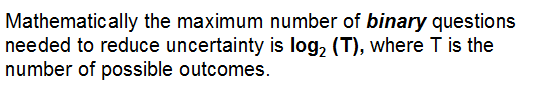 Mathematically the maximum number of binary questions
needed to reduce uncertainty is log₂ (T), where T is the
number of possible outcomes.